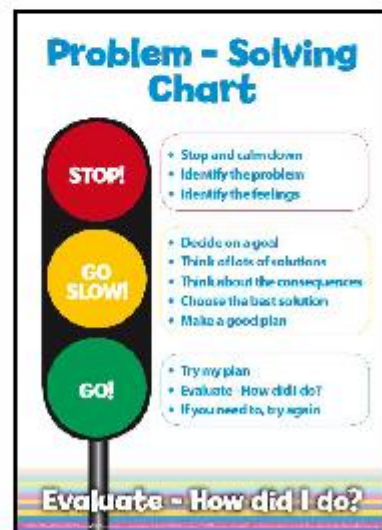 Problem - Solving
Chart
STOP!
• Stop and calm down
• Identify the problem
• Identify the feelings
GO
SLOW!
• Decide on a goal
• Think of lots of solutions
• Think about the consequences
• Choose the best solution
• Make a good plan
GO!
• Try my plan
• Evaluate - How did I do?
• If you need to, try again
Evaluate - How did I do?